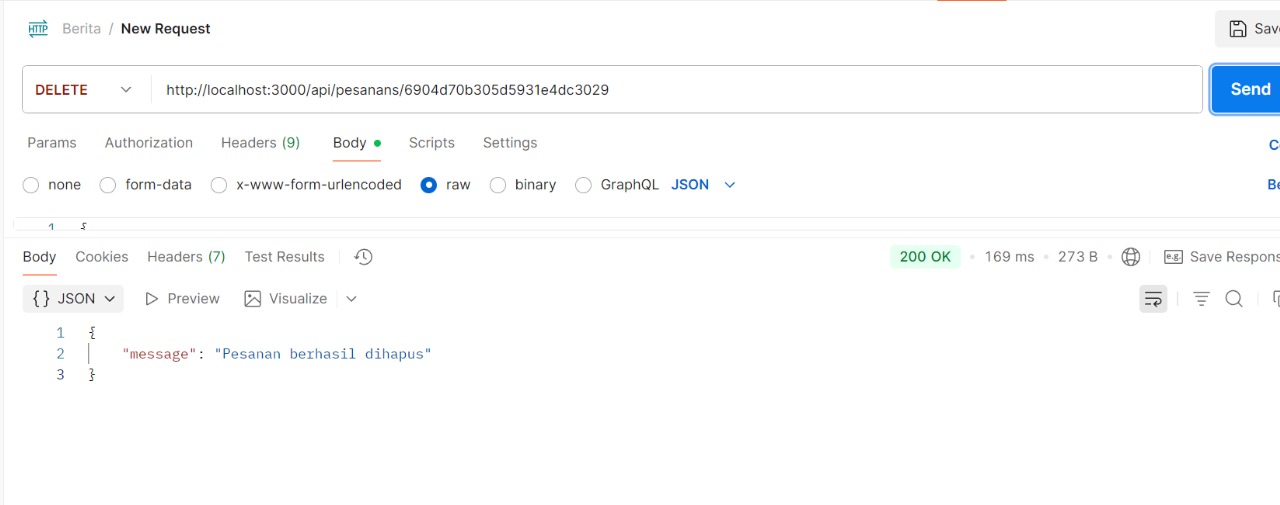 HTTP Berita / New Request
DELETE http://localhost:3000/api/pesanans/6904d70b305d5931e4dc3029 Send
Params Authorization Headers (9) Body Scripts Settings
none form-data x-www-form-urlencoded raw binary GraphQL JSON
1 {
Body Cookies Headers (7) Test Results 200 OK 169 ms 273 B e.g. Save Respons
{} JSON Preview Visualize
1 {
2 "message": "Pesanan berhasil dihapus"
3 }